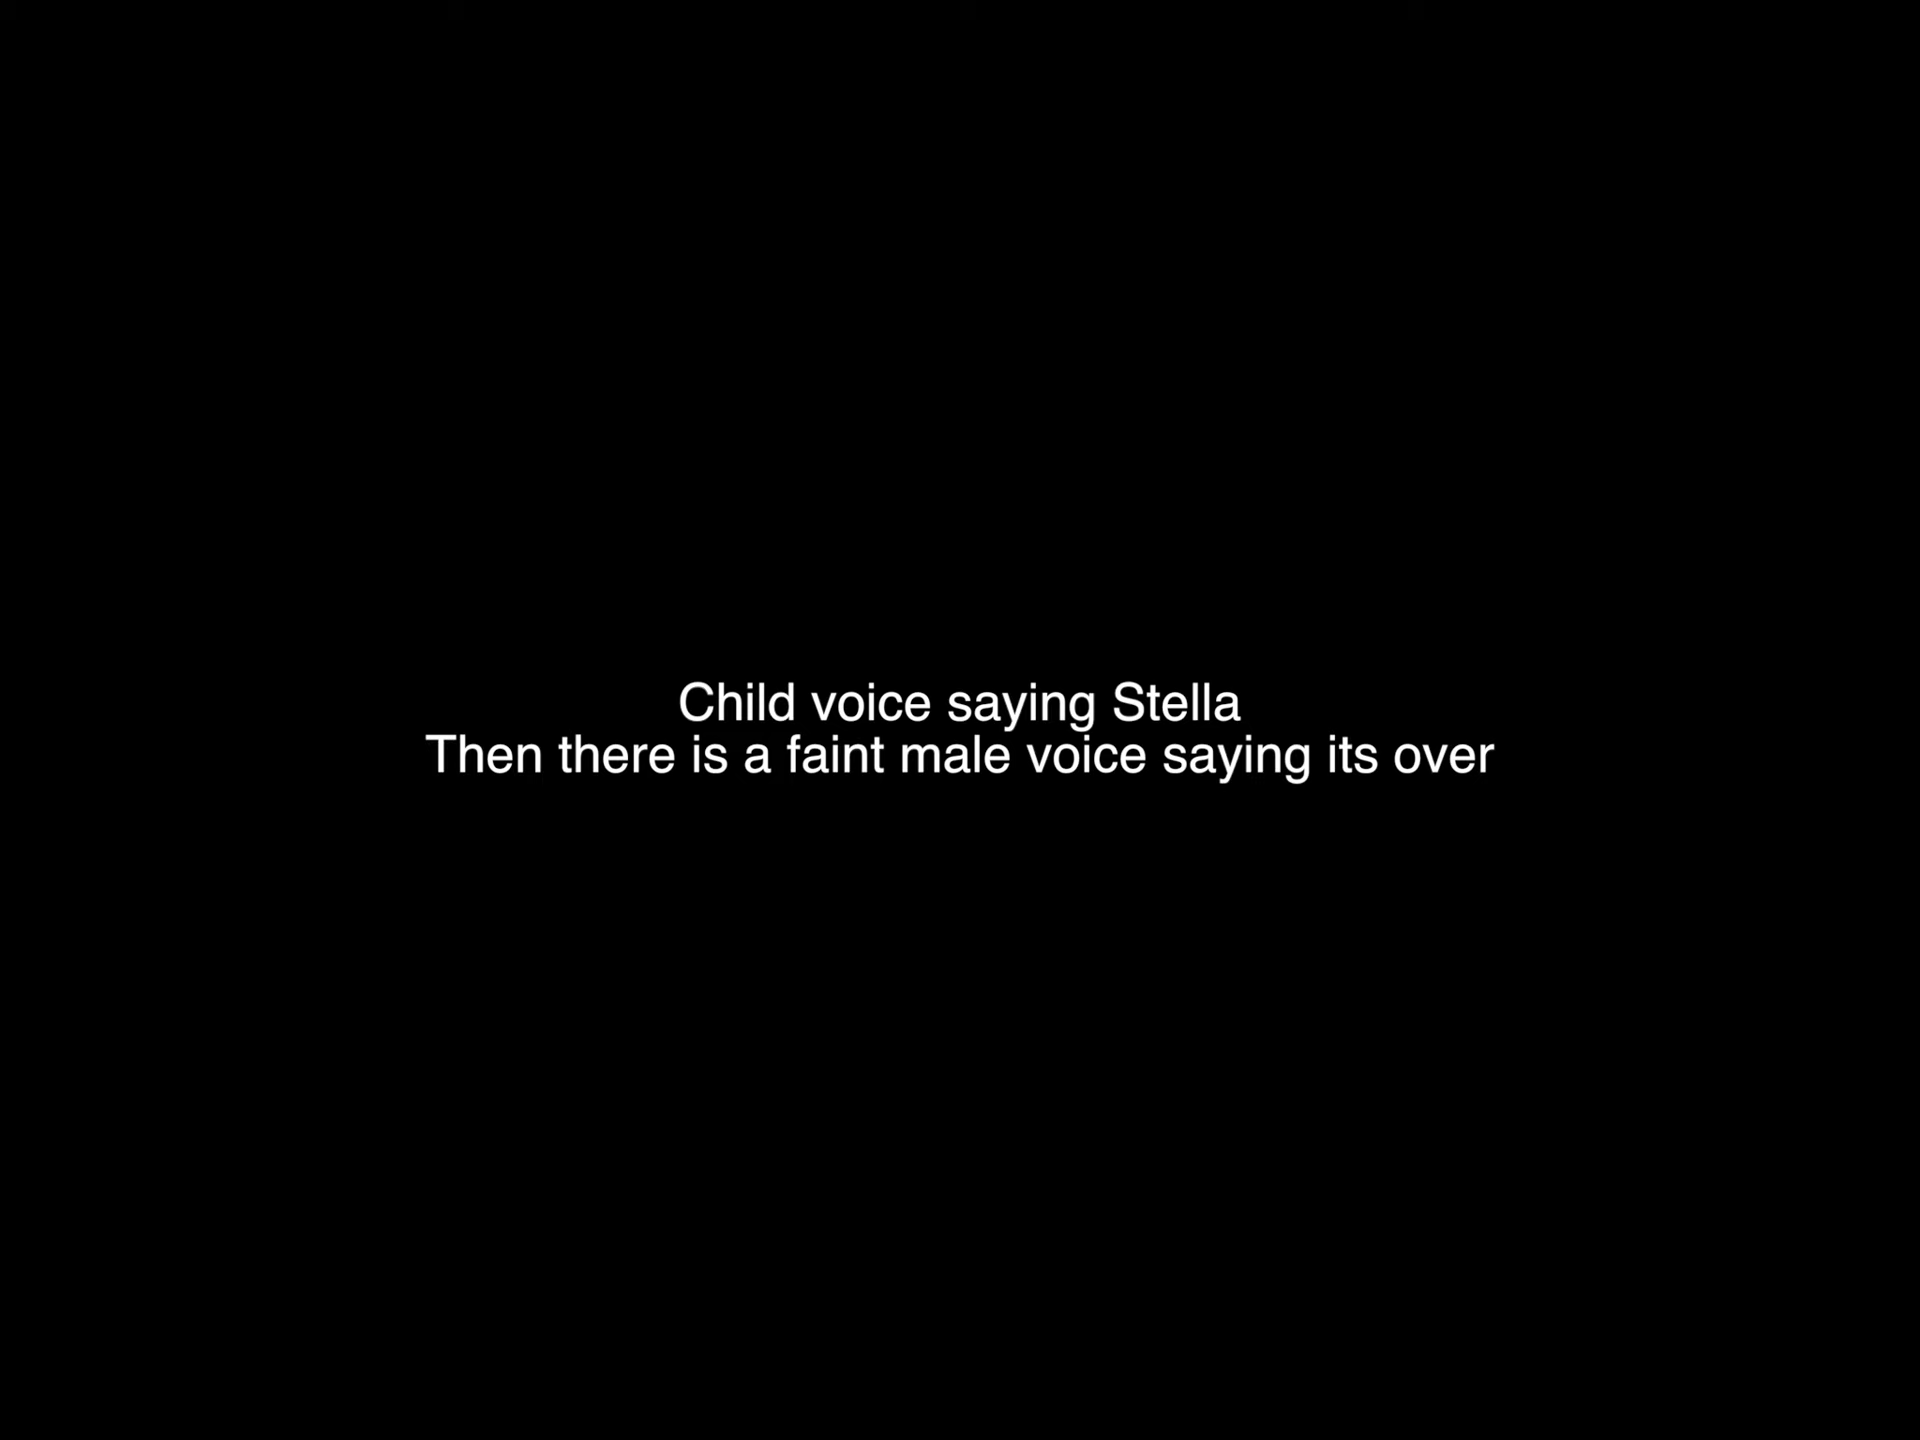 Child voice saying Stella
Then there is a faint male voice saying its over